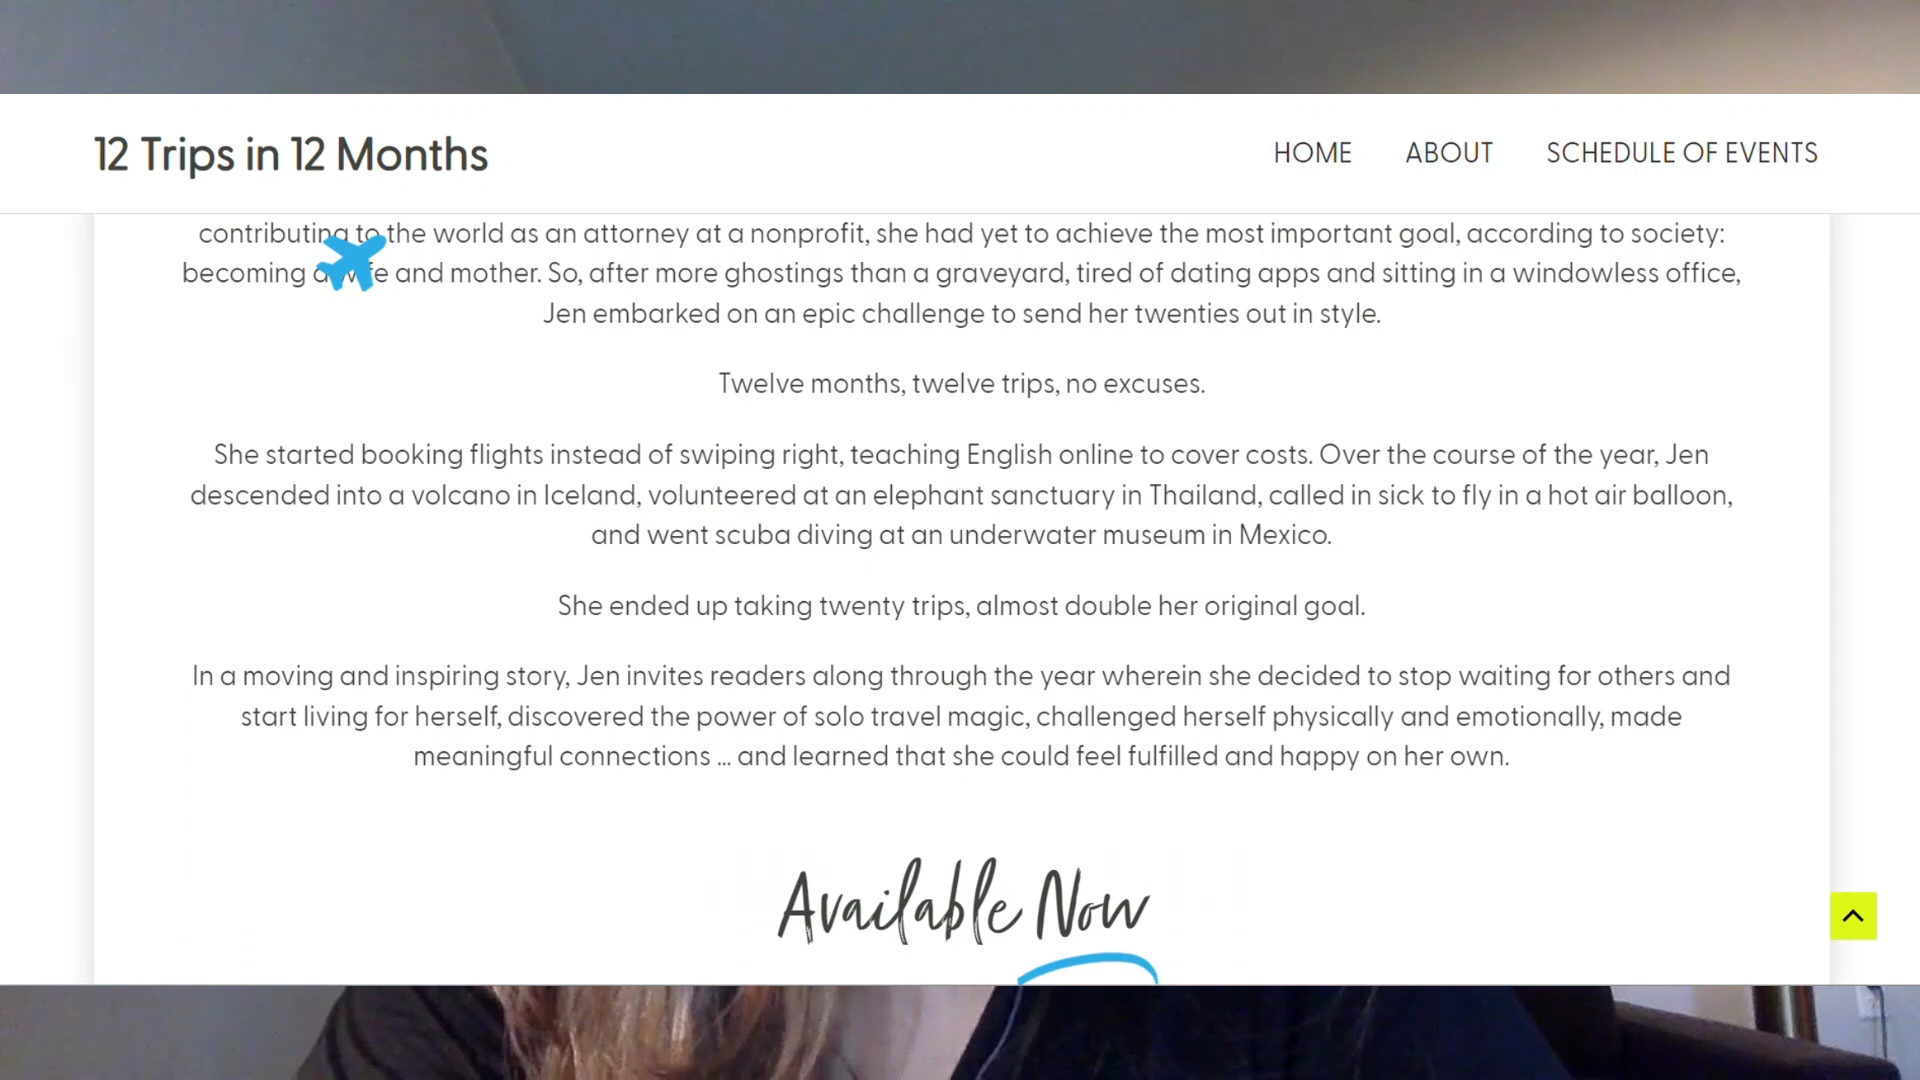 12 Trips in 12 Months
HOME ABOUT SCHEDULE OF EVENTS
contributing to the world as an attorney at a nonprofit, she had yet to achieve the most important goal, according to society:
becoming a wife and mother. So, after more ghostings than a graveyard, tired of dating apps and sitting in a windowless office,
Jen embarked on an epic challenge to send her twenties out in style.
Twelve months, twelve trips, no excuses.
She started booking flights instead of swiping right, teaching English online to cover costs. Over the course of the year, Jen
descended into a volcano in Iceland, volunteered at an elephant sanctuary in Thailand, called in sick to fly in a hot air balloon,
and went scuba diving at an underwater museum in Mexico.
She ended up taking twenty trips, almost double her original goal.
In a moving and inspiring story, Jen invites readers along through the year wherein she decided to stop waiting for others and
start living for herself, discovered the power of solo travel magic, challenged herself physically and emotionally, made
meaningful connections ... and learned that she could feel fulfilled and happy on her own.
Available Now